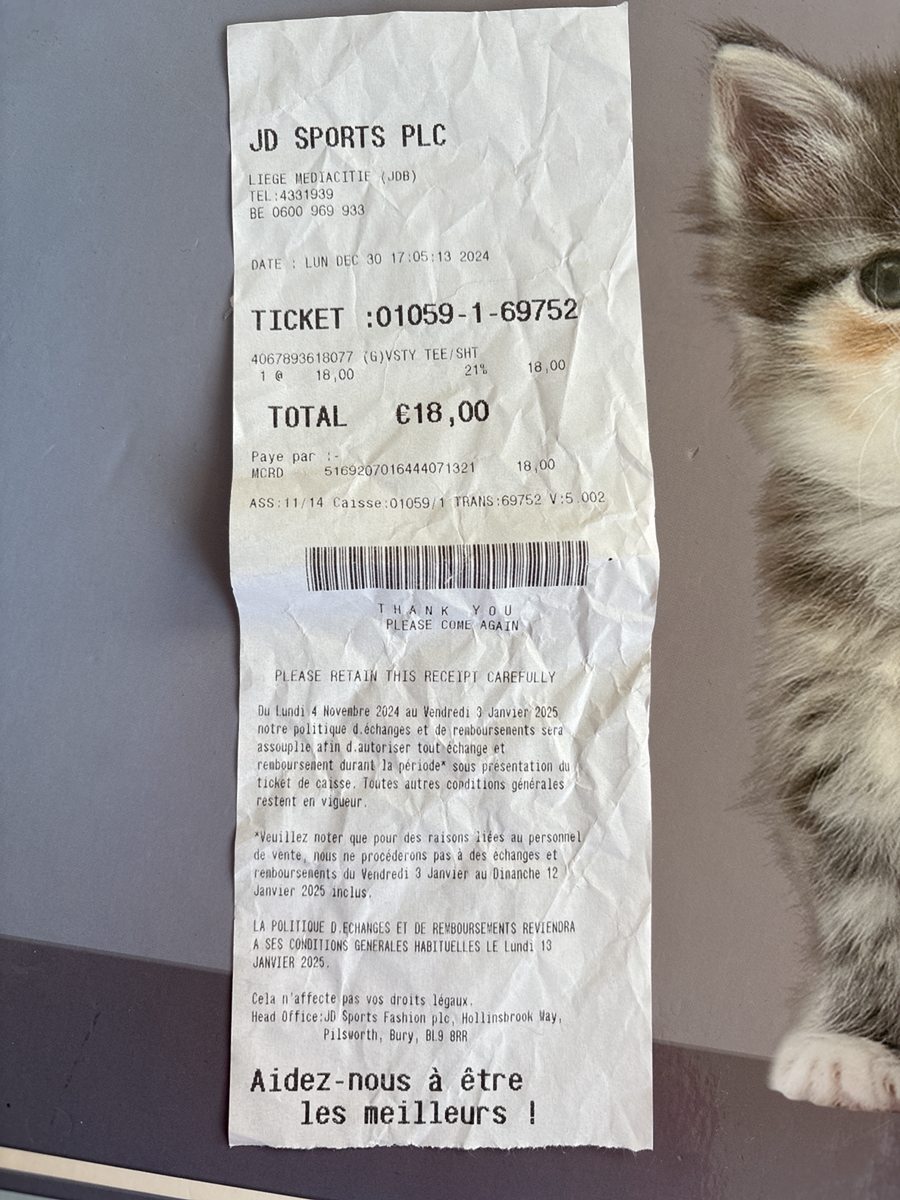 JD SPORTS PLC
LIEGE MEDIACITIE (JDB)
TEL:4331939
BE 0600 969 933
DATE : LUN DEC 30 17:05:13 2024
TICKET :01059-1-69752
4067893618077 (G)VSTY TEE/SHT
1 @ 18,00 21% 18,00
TOTAL €18,00
Paye par :-
MCRD 5169207016444071321 18,00
ASS:11/14 Caisse:01059/1 TRANS:69752 V:5.002
THANK YOU
PLEASE COME AGAIN
PLEASE RETAIN THIS RECEIPT CAREFULLY
Du Lundi 4 Novembre 2024 au Vendredi 3 Janvier 2025
notre politique d.échanges et de remboursements sera
assouplie afin d.autoriser tout échange et
remboursement durant la période* sous présentation du
ticket de caisse. Toutes autres conditions générales
restent en vigueur.
*Veuillez noter que pour des raisons liées au personnel
de vente, nous ne procéderons pas à des échanges et
remboursements du Vendredi 3 Janvier au Dimanche 12
Janvier 2025 inclus.
LA POLITIQUE D.ECHANGES ET DE REMBOURSEMENTS REVIENDRA
A SES CONDITIONS GENERALES HABITUELLES LE Lundi 13
JANVIER 2025.
Cela n'affecte pas vos droits légaux.
Head Office:JD Sports Fashion plc, Hollinsbrook Way,
Pilsworth, Bury, BL9 8RR
Aidez-nous à être
les meilleurs !